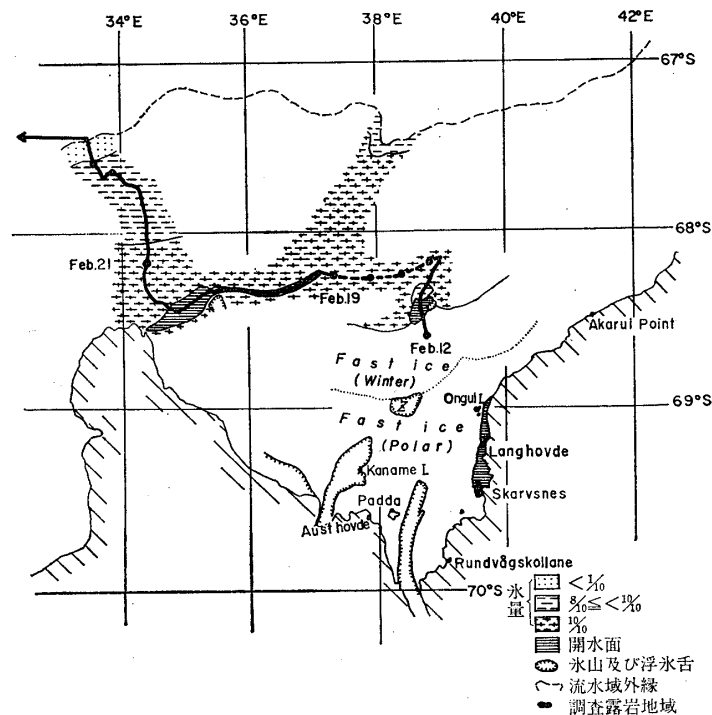 34°E 36°E 38°E 40°E 42°E
67°S
68°S
Feb.21
Feb.19
Akarui Point
Feb.12
Fast ice
(Winter)
Ongul I.
69°S
Fast ice
(Polar)
Langhovde
Kaname I.
Skarvsnes
Padda
Austhovde
Rundvågskollane
70°S
氷量
<1/10
8/10≦<10/10
10/10
開水面
氷山及び浮氷舌
流氷域外縁
調査露岩地域